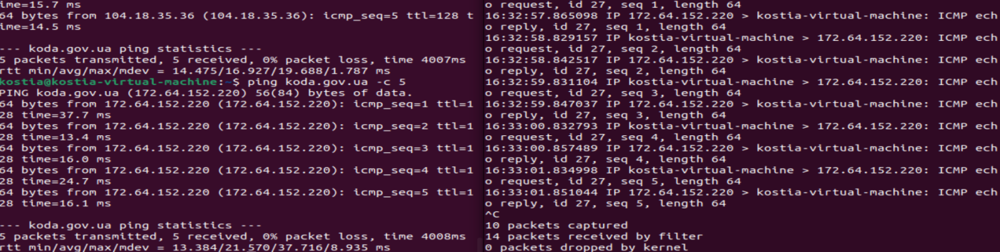 ime=15.7 ms
64 bytes from 104.18.35.36 (104.18.35.36): icmp_seq=5 ttl=128 t
ime=14.5 ms
--- koda.gov.ua ping statistics ---
5 packets transmitted, 5 received, 0% packet loss, time 4007ms
rtt min/avg/max/mdev = 14.475/16.927/19.688/1.787 ms
kostia@kostia-virtual-machine:~$ ping koda.gov.ua -c 5
PING koda.gov.ua (172.64.152.220) 56(84) bytes of data.
64 bytes from 172.64.152.220 (172.64.152.220): icmp_seq=1 ttl=1
28 time=37.7 ms
64 bytes from 172.64.152.220 (172.64.152.220): icmp_seq=2 ttl=1
28 time=13.4 ms
64 bytes from 172.64.152.220 (172.64.152.220): icmp_seq=3 ttl=1
28 time=16.0 ms
64 bytes from 172.64.152.220 (172.64.152.220): icmp_seq=4 ttl=1
28 time=24.7 ms
64 bytes from 172.64.152.220 (172.64.152.220): icmp_seq=5 ttl=1
28 time=16.1 ms
--- koda.gov.ua ping statistics ---
5 packets transmitted, 5 received, 0% packet loss, time 4008ms
rtt min/avg/max/mdev = 13.384/21.570/37.716/8.935 ms
o request, id 27, seq 1, length 64
16:32:57.865098 IP 172.64.152.220 > kostia-virtual-machine: ICMP ech
o reply, id 27, seq 1, length 64
16:32:58.829157 IP kostia-virtual-machine > 172.64.152.220: ICMP ech
o request, id 27, seq 2, length 64
16:32:58.842517 IP 172.64.152.220 > kostia-virtual-machine: ICMP ech
o reply, id 27, seq 2, length 64
16:32:59.831104 IP kostia-virtual-machine > 172.64.152.220: ICMP ech
o request, id 27, seq 3, length 64
16:32:59.847037 IP 172.64.152.220 > kostia-virtual-machine: ICMP ech
o reply, id 27, seq 3, length 64
16:33:00.832793 IP kostia-virtual-machine > 172.64.152.220: ICMP ech
o request, id 27, seq 4, length 64
16:33:00.857489 IP 172.64.152.220 > kostia-virtual-machine: ICMP ech
o reply, id 27, seq 4, length 64
16:33:01.834998 IP kostia-virtual-machine > 172.64.152.220: ICMP ech
o request, id 27, seq 5, length 64
16:33:01.851044 IP 172.64.152.220 > kostia-virtual-machine: ICMP ech
o reply, id 27, seq 5, length 64
^C
10 packets captured
14 packets received by filter
0 packets dropped by kernel